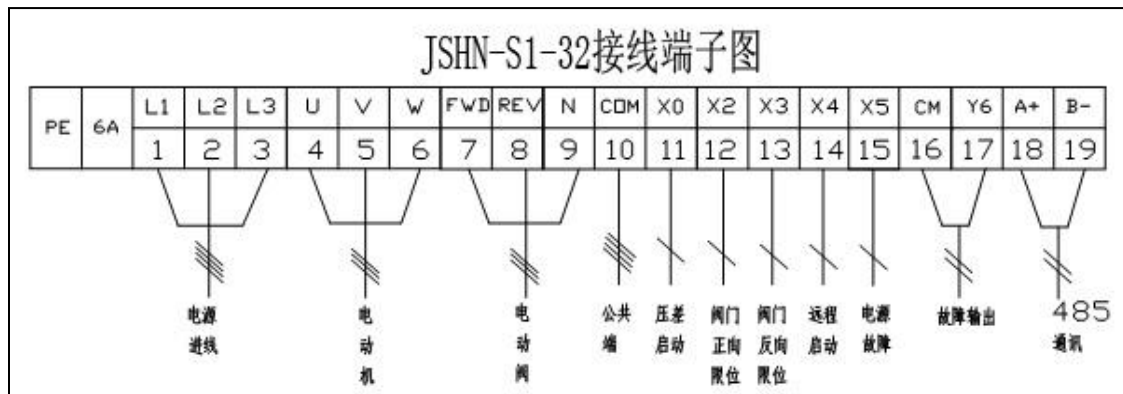 JSHN-S1-32接线端子图
PE 6A L1 L2 L3 U V W FWD REV N COM X0 X2 X3 X4 X5 CM Y6 A+ B-
1 2 3 4 5 6 7 8 9 10 11 12 13 14 15 16 17 18 19
电源
进线
电
动
机
电
动
阀
公共
端
压差
启动
阀门
正向
限位
阀门
反向
限位
远程
启动
电源
故障
故障输出
485
通讯